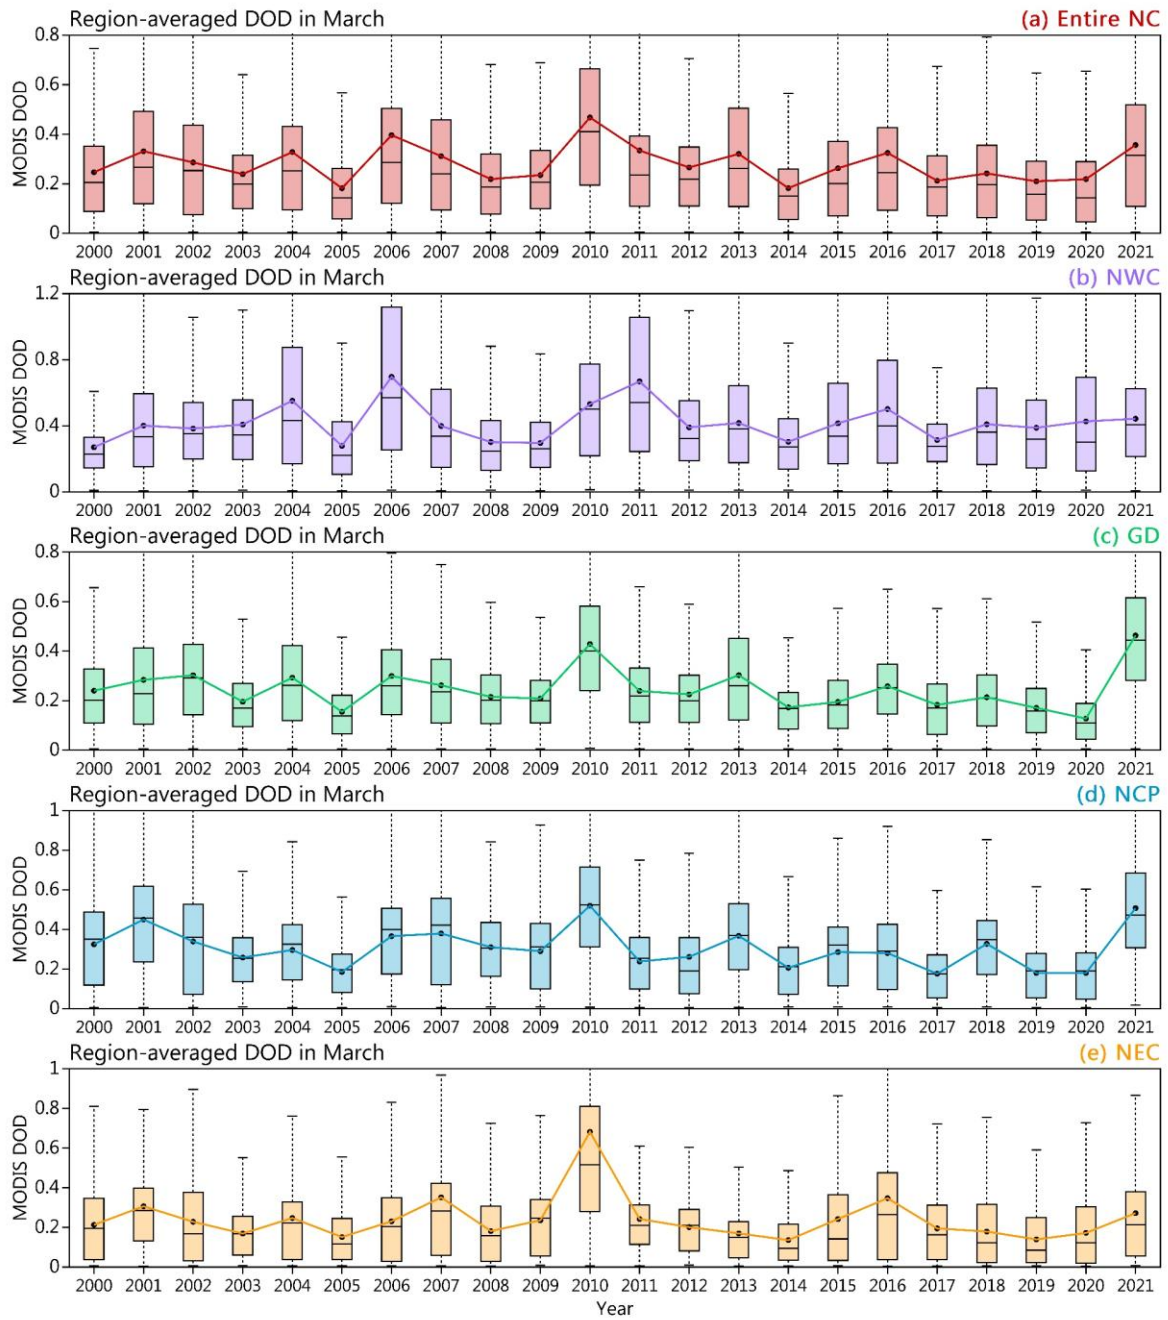 Region-averaged DOD in March (a) Entire NC
MODIS DOD
0.8
0.6
0.4
0.2
0
2000 2001 2002 2003 2004 2005 2006 2007 2008 2009 2010 2011 2012 2013 2014 2015 2016 2017 2018 2019 2020 2021
Region-averaged DOD in March (b) NWC
MODIS DOD
1.2
0.8
0.4
0
2000 2001 2002 2003 2004 2005 2006 2007 2008 2009 2010 2011 2012 2013 2014 2015 2016 2017 2018 2019 2020 2021
Region-averaged DOD in March (c) GD
MODIS DOD
0.8
0.6
0.4
0.2
0
2000 2001 2002 2003 2004 2005 2006 2007 2008 2009 2010 2011 2012 2013 2014 2015 2016 2017 2018 2019 2020 2021
Region-averaged DOD in March (d) NCP
MODIS DOD
1
0.8
0.6
0.4
0.2
0
2000 2001 2002 2003 2004 2005 2006 2007 2008 2009 2010 2011 2012 2013 2014 2015 2016 2017 2018 2019 2020 2021
Region-averaged DOD in March (e) NEC
MODIS DOD
1
0.8
0.6
0.4
0.2
0
2000 2001 2002 2003 2004 2005 2006 2007 2008 2009 2010 2011 2012 2013 2014 2015 2016 2017 2018 2019 2020 2021
Year